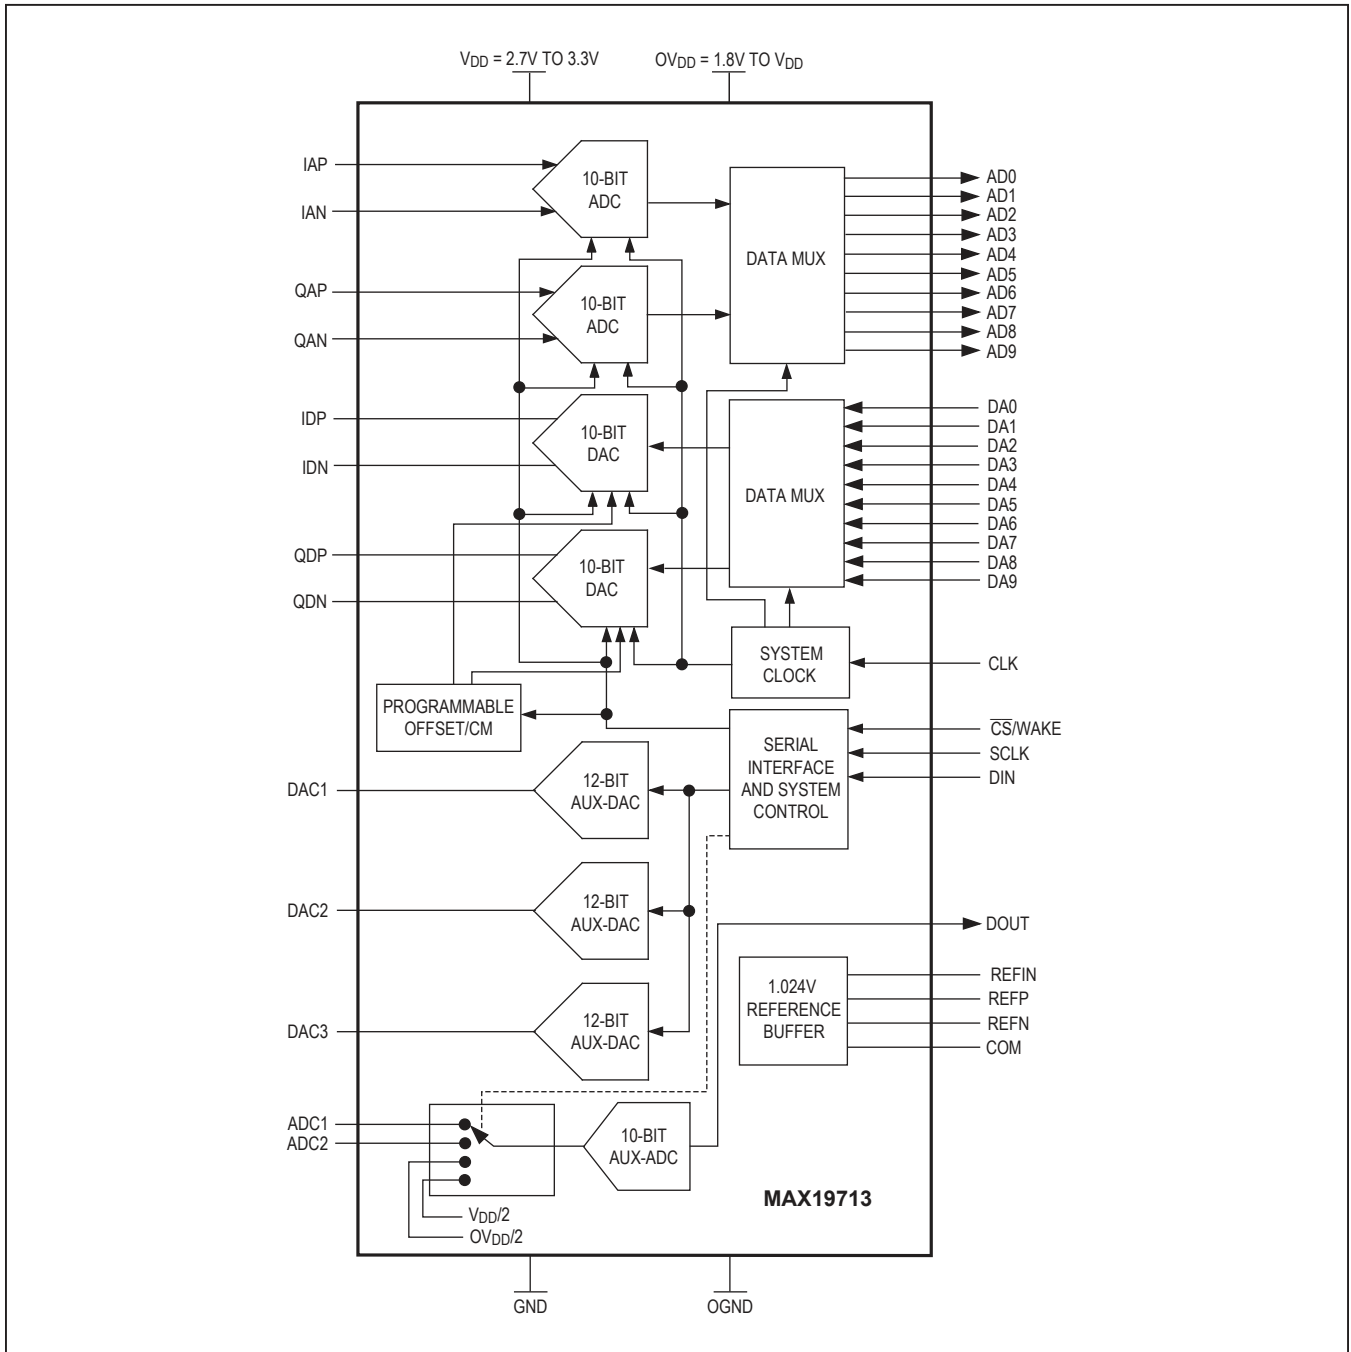 VDD = 2.7V TO 3.3V
OVDD = 1.8V TO VDD
IAP
IAN
10-BIT
ADC
QAP
QAN
10-BIT
ADC
DATA MUX
AD0
AD1
AD2
AD3
AD4
AD5
AD6
AD7
AD8
AD9
IDP
IDN
10-BIT
DAC
QDP
QDN
10-BIT
DAC
DATA MUX
DA0
DA1
DA2
DA3
DA4
DA5
DA6
DA7
DA8
DA9
SYSTEM
CLOCK
CLK
PROGRAMMABLE
OFFSET/CM
SERIAL
INTERFACE
AND SYSTEM
CONTROL
C̅S̅/WAKE
SCLK
DIN
DAC1
12-BIT
AUX-DAC
DAC2
12-BIT
AUX-DAC
DOUT
DAC3
12-BIT
AUX-DAC
1.024V
REFERENCE
BUFFER
REFIN
REFP
REFN
COM
ADC1
ADC2
10-BIT
AUX-ADC
VDD/2
OVDD/2
MAX19713
GND
OGND